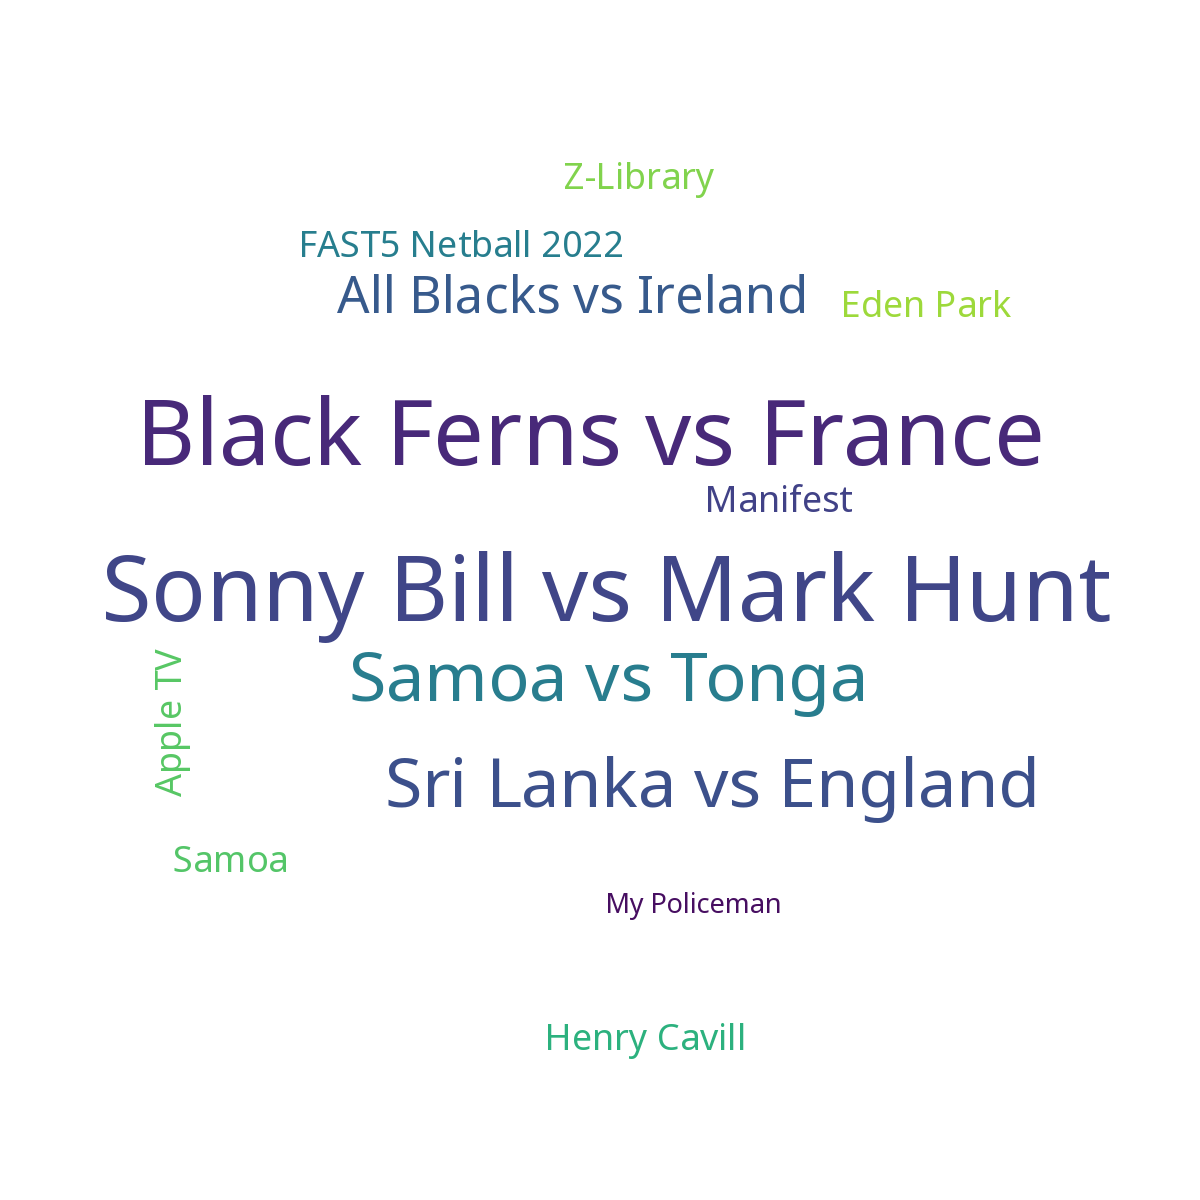 Z-Library
FAST5 Netball 2022
All Blacks vs Ireland
Eden Park
Black Ferns vs France
Manifest
Sonny Bill vs Mark Hunt
Samoa vs Tonga
Apple TV
Sri Lanka vs England
Samoa
My Policeman
Henry Cavill